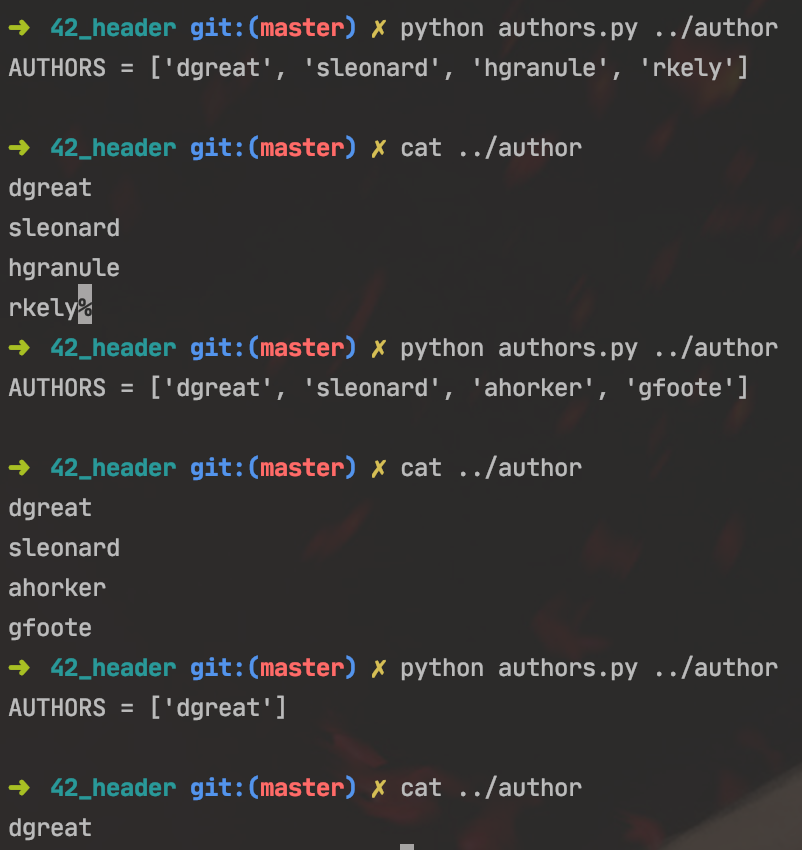 ➜ 42_header git:(master) ✗ python authors.py ../author
AUTHORS = ['dgreat', 'sleonard', 'hgranule', 'rkely']
➜ 42_header git:(master) ✗ cat ../author
dgreat
sleonard
hgranule
rkely%
➜ 42_header git:(master) ✗ python authors.py ../author
AUTHORS = ['dgreat', 'sleonard', 'ahorker', 'gfoote']
➜ 42_header git:(master) ✗ cat ../author
dgreat
sleonard
ahorker
gfoote
➜ 42_header git:(master) ✗ python authors.py ../author
AUTHORS = ['dgreat']
➜ 42_header git:(master) ✗ cat ../author
dgreat